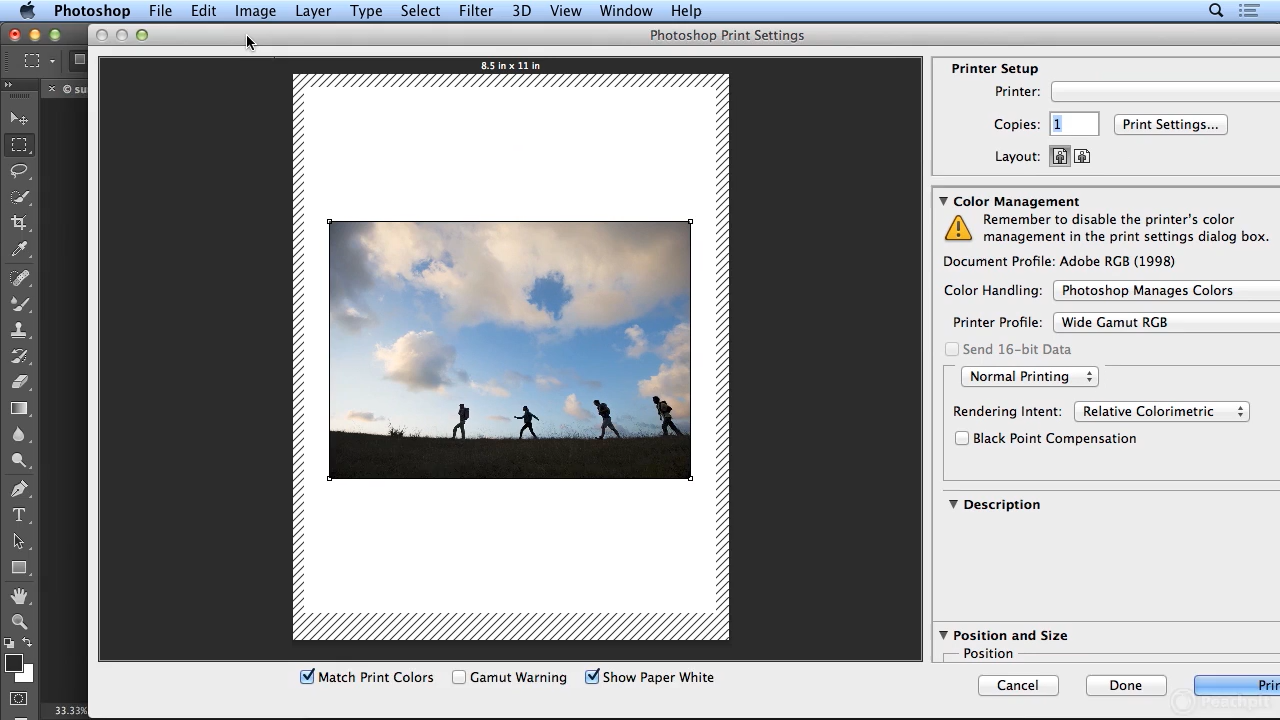 Photoshop File Edit Image Layer Type Select Filter 3D View Window Help
Photoshop Print Settings
8.5 in x 11 in
Printer Setup
Printer:
Copies: 1 Print Settings...
Layout:
Color Management
Remember to disable the printer's color
management in the print settings dialog box.
Document Profile: Adobe RGB (1998)
Color Handling: Photoshop Manages Colors
Printer Profile: Wide Gamut RGB
Send 16-bit Data
Normal Printing
Rendering Intent: Relative Colorimetric
Black Point Compensation
Description
Position and Size
Position
Match Print Colors Gamut Warning Show Paper White
Cancel Done Prin
33.33%